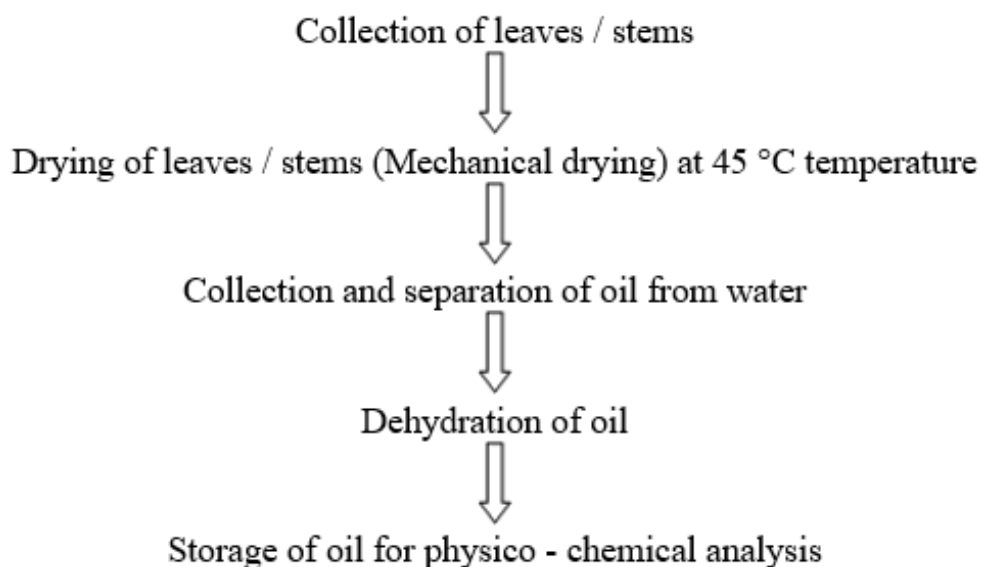 Collection of leaves / stems
Drying of leaves / stems (Mechanical drying) at 45 °C temperature
Collection and separation of oil from water
Dehydration of oil
Storage of oil for physico - chemical analysis